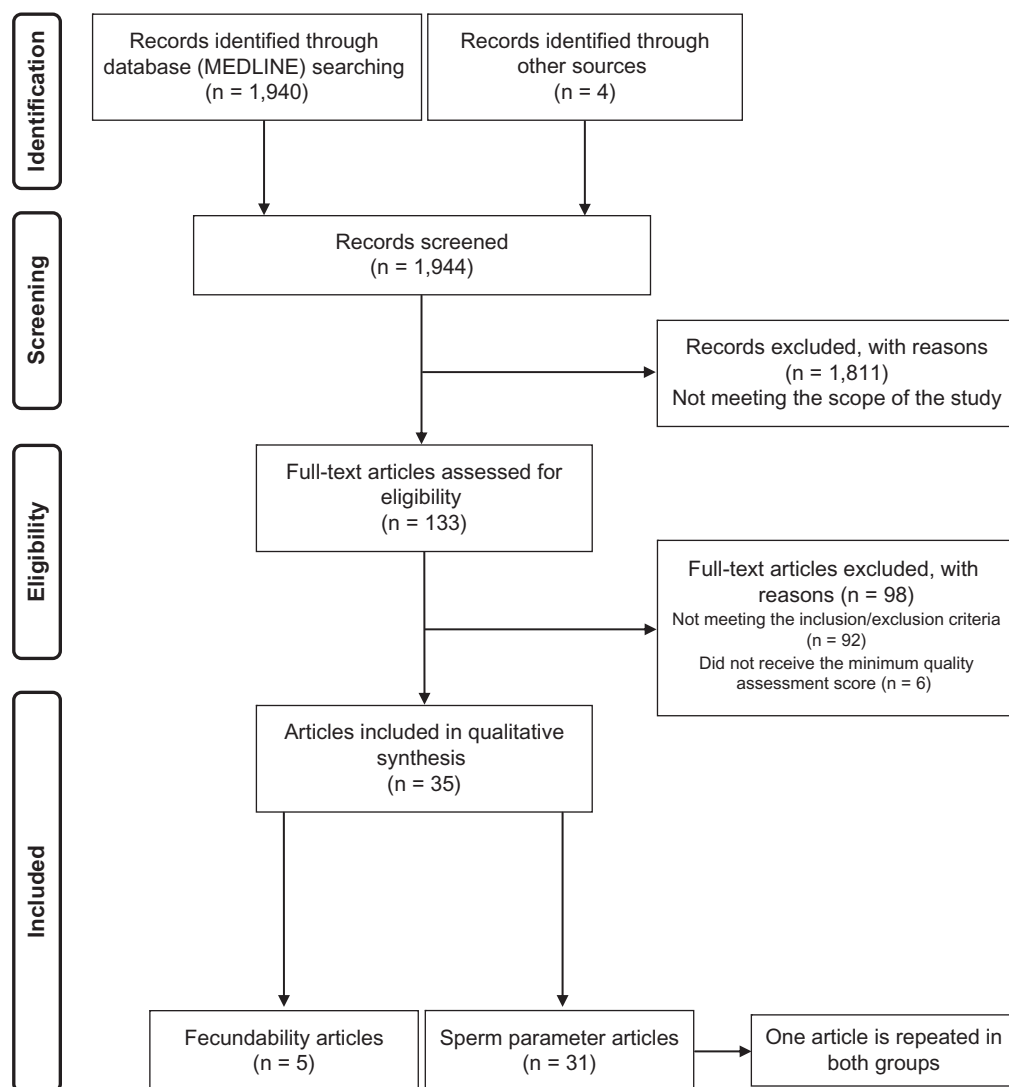 Identification
Records identified through
database (MEDLINE) searching
(n = 1,940)
Records identified through
other sources
(n = 4)
Screening
Records screened
(n = 1,944)
Records excluded, with reasons
(n = 1,811)
Not meeting the scope of the study
Eligibility
Full-text articles assessed for
eligibility
(n = 133)
Full-text articles excluded, with
reasons (n = 98)
Not meeting the inclusion/exclusion criteria
(n = 92)
Did not receive the minimum quality
assessment score (n = 6)
Included
Articles included in qualitative
synthesis
(n = 35)
Fecundability articles
(n = 5)
Sperm parameter articles
(n = 31)
One article is repeated in
both groups